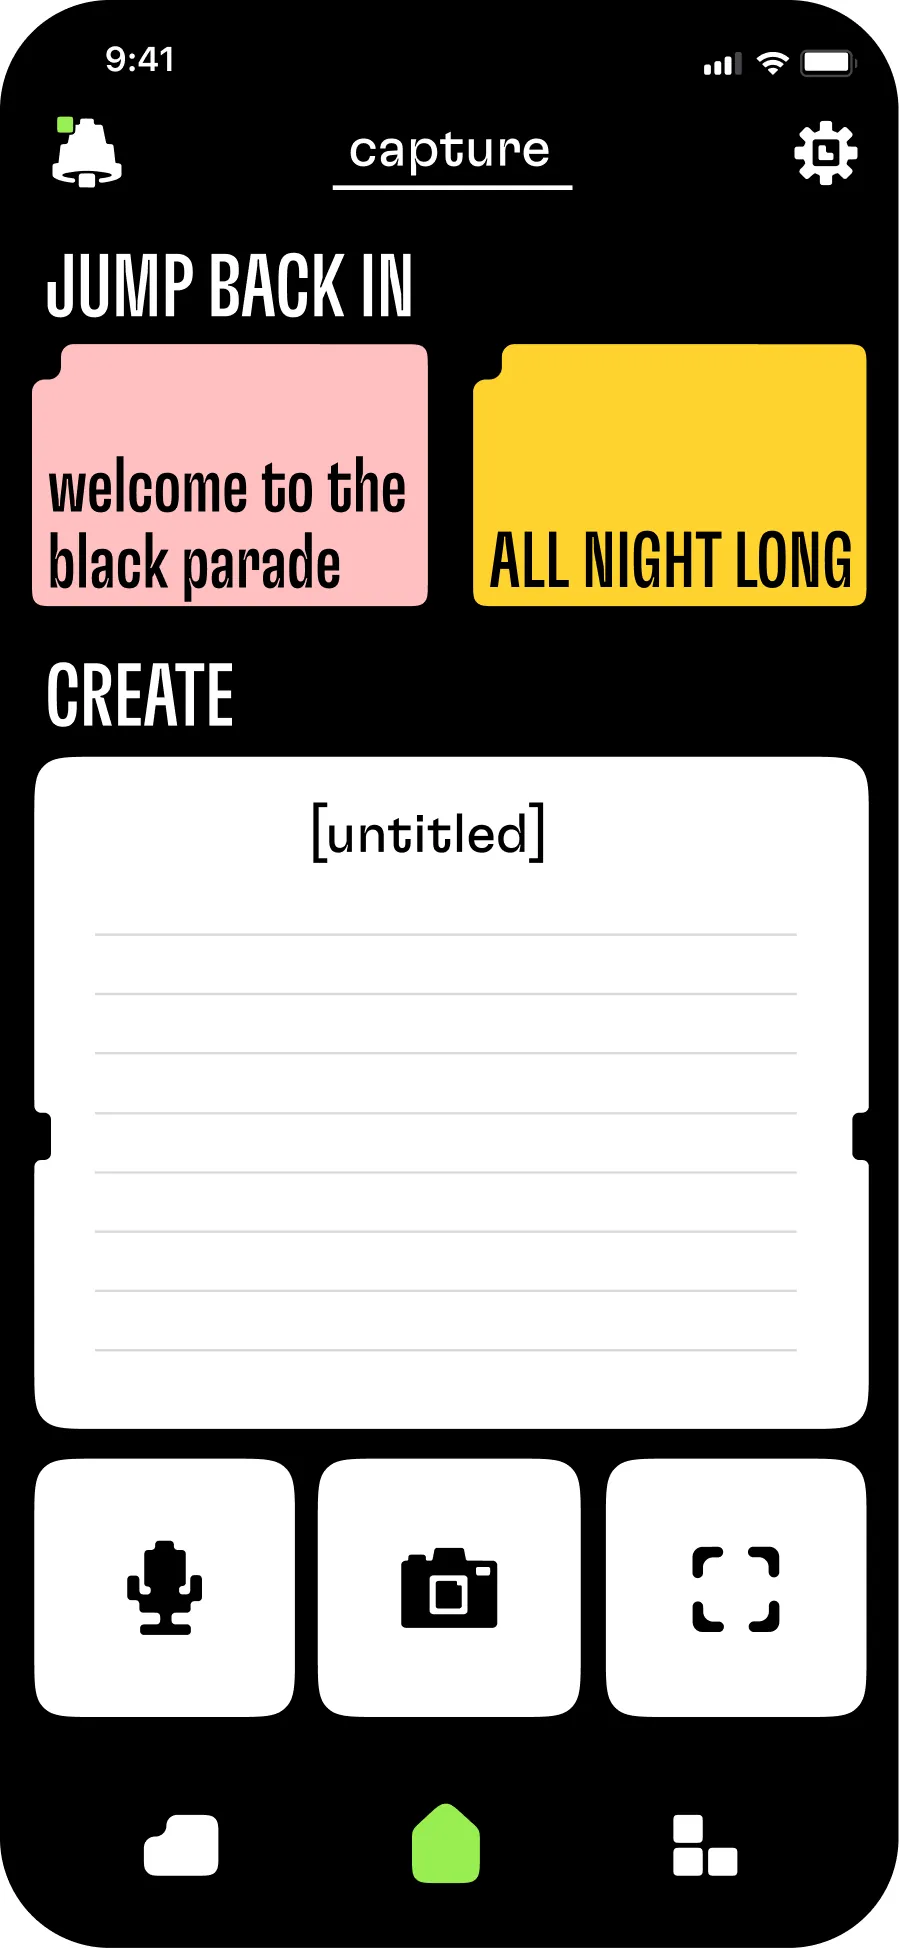 9:41
capture
JUMP BACK IN
welcome to the
black parade
ALL NIGHT LONG
CREATE
[untitled]